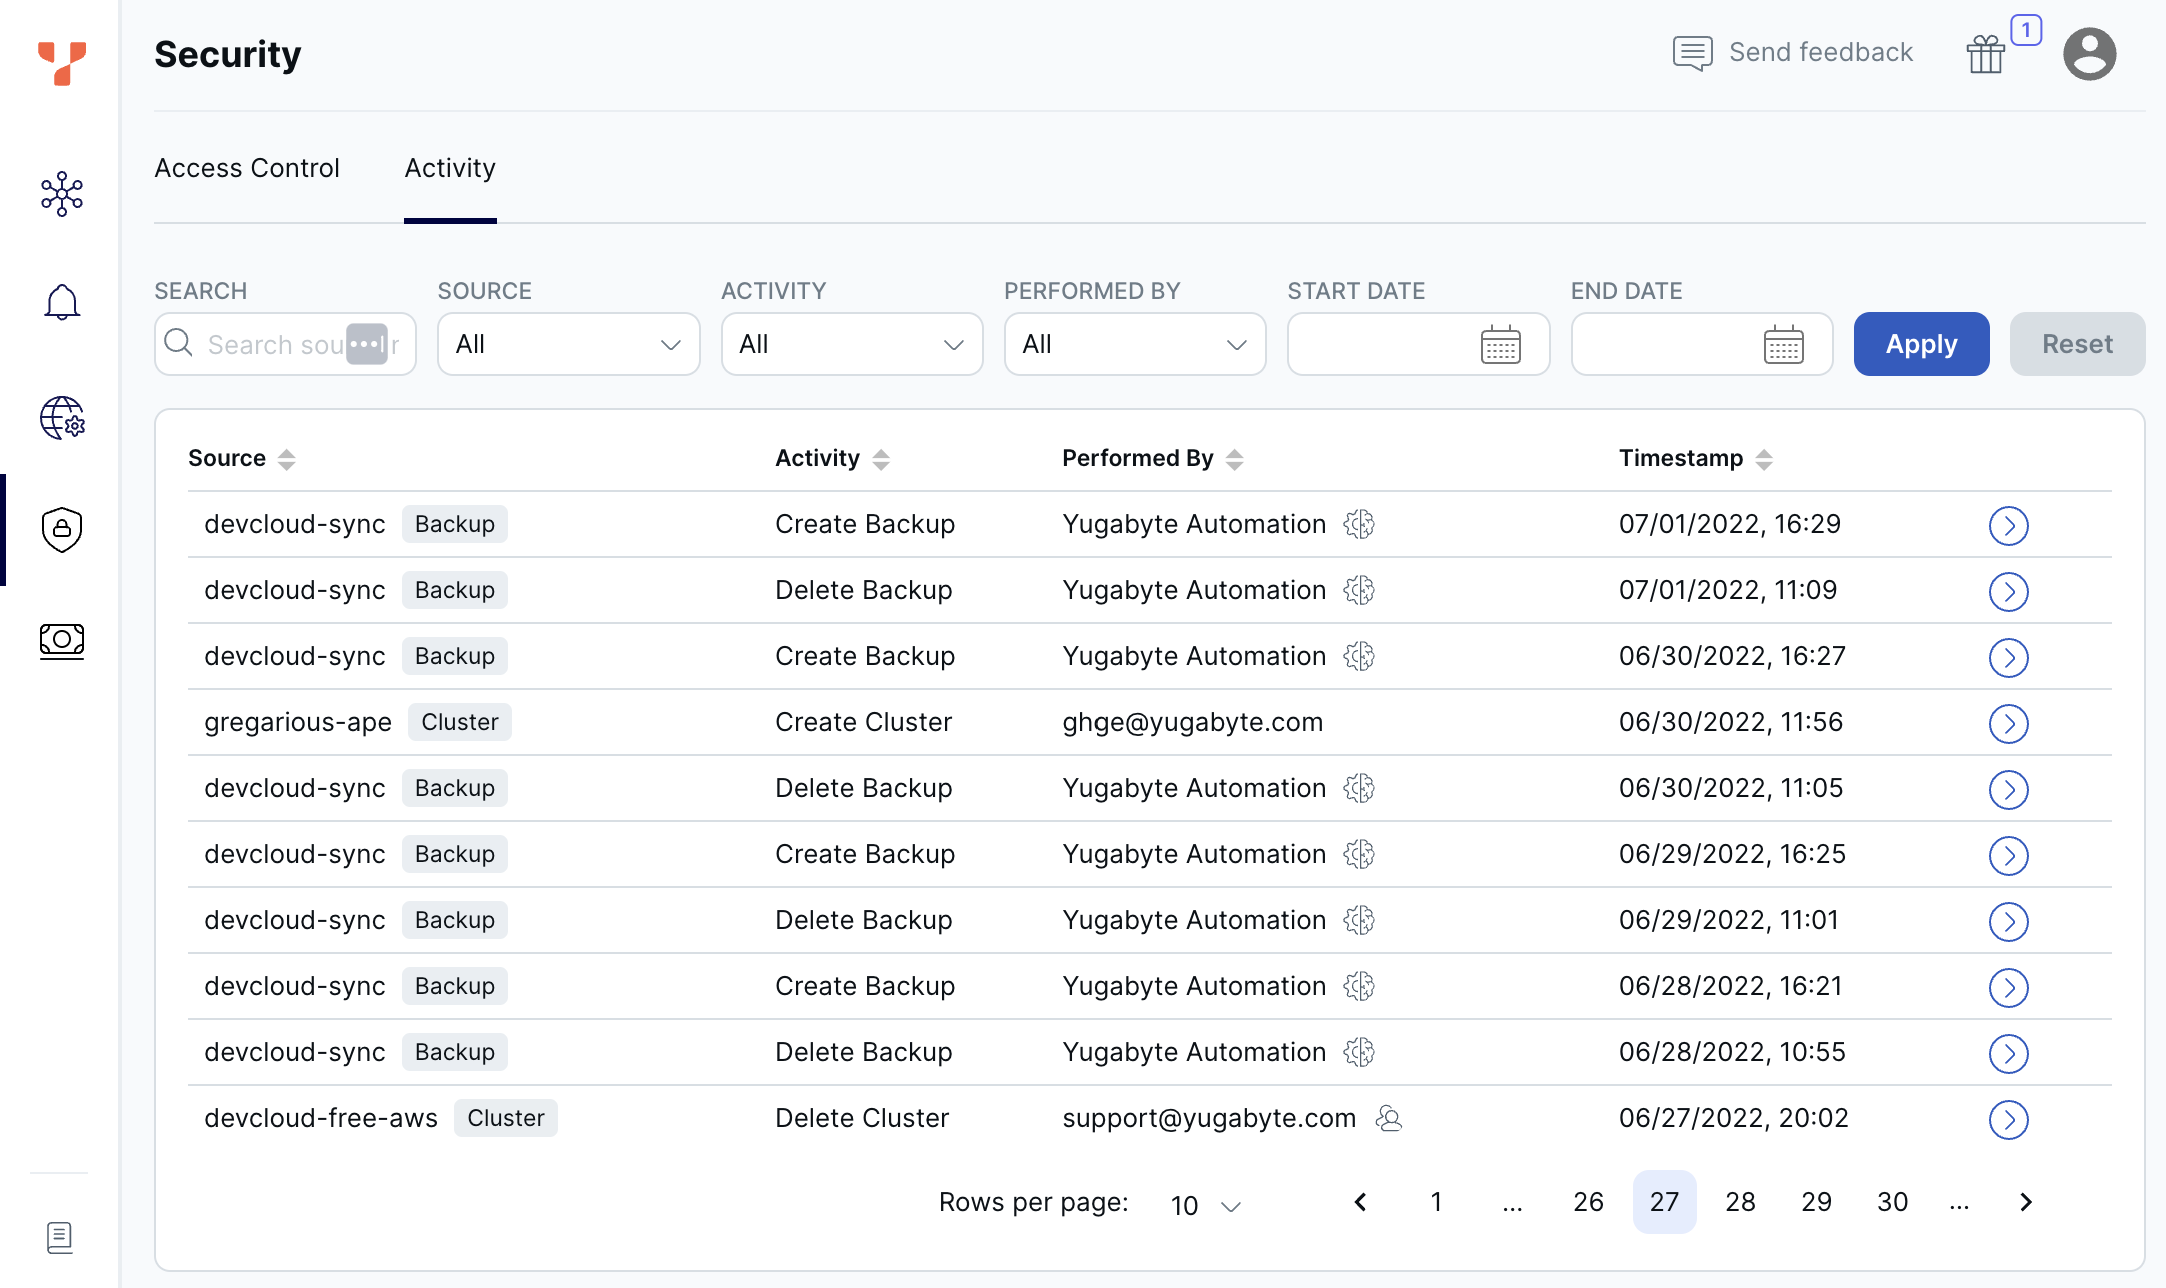 Security
Send feedback
1
Access Control Activity
SEARCH SOURCE ACTIVITY PERFORMED BY START DATE END DATE
Search sou r All All All Apply Reset
Source Activity Performed By Timestamp
devcloud-sync Backup Create Backup Yugabyte Automation 07/01/2022, 16:29
devcloud-sync Backup Delete Backup Yugabyte Automation 07/01/2022, 11:09
devcloud-sync Backup Create Backup Yugabyte Automation 06/30/2022, 16:27
gregarious-ape Cluster Create Cluster ghge@yugabyte.com 06/30/2022, 11:56
devcloud-sync Backup Delete Backup Yugabyte Automation 06/30/2022, 11:05
devcloud-sync Backup Create Backup Yugabyte Automation 06/29/2022, 16:25
devcloud-sync Backup Delete Backup Yugabyte Automation 06/29/2022, 11:01
devcloud-sync Backup Create Backup Yugabyte Automation 06/28/2022, 16:21
devcloud-sync Backup Delete Backup Yugabyte Automation 06/28/2022, 10:55
devcloud-free-aws Cluster Delete Cluster support@yugabyte.com 06/27/2022, 20:02
Rows per page: 10 1 ... 26 27 28 29 30 ...